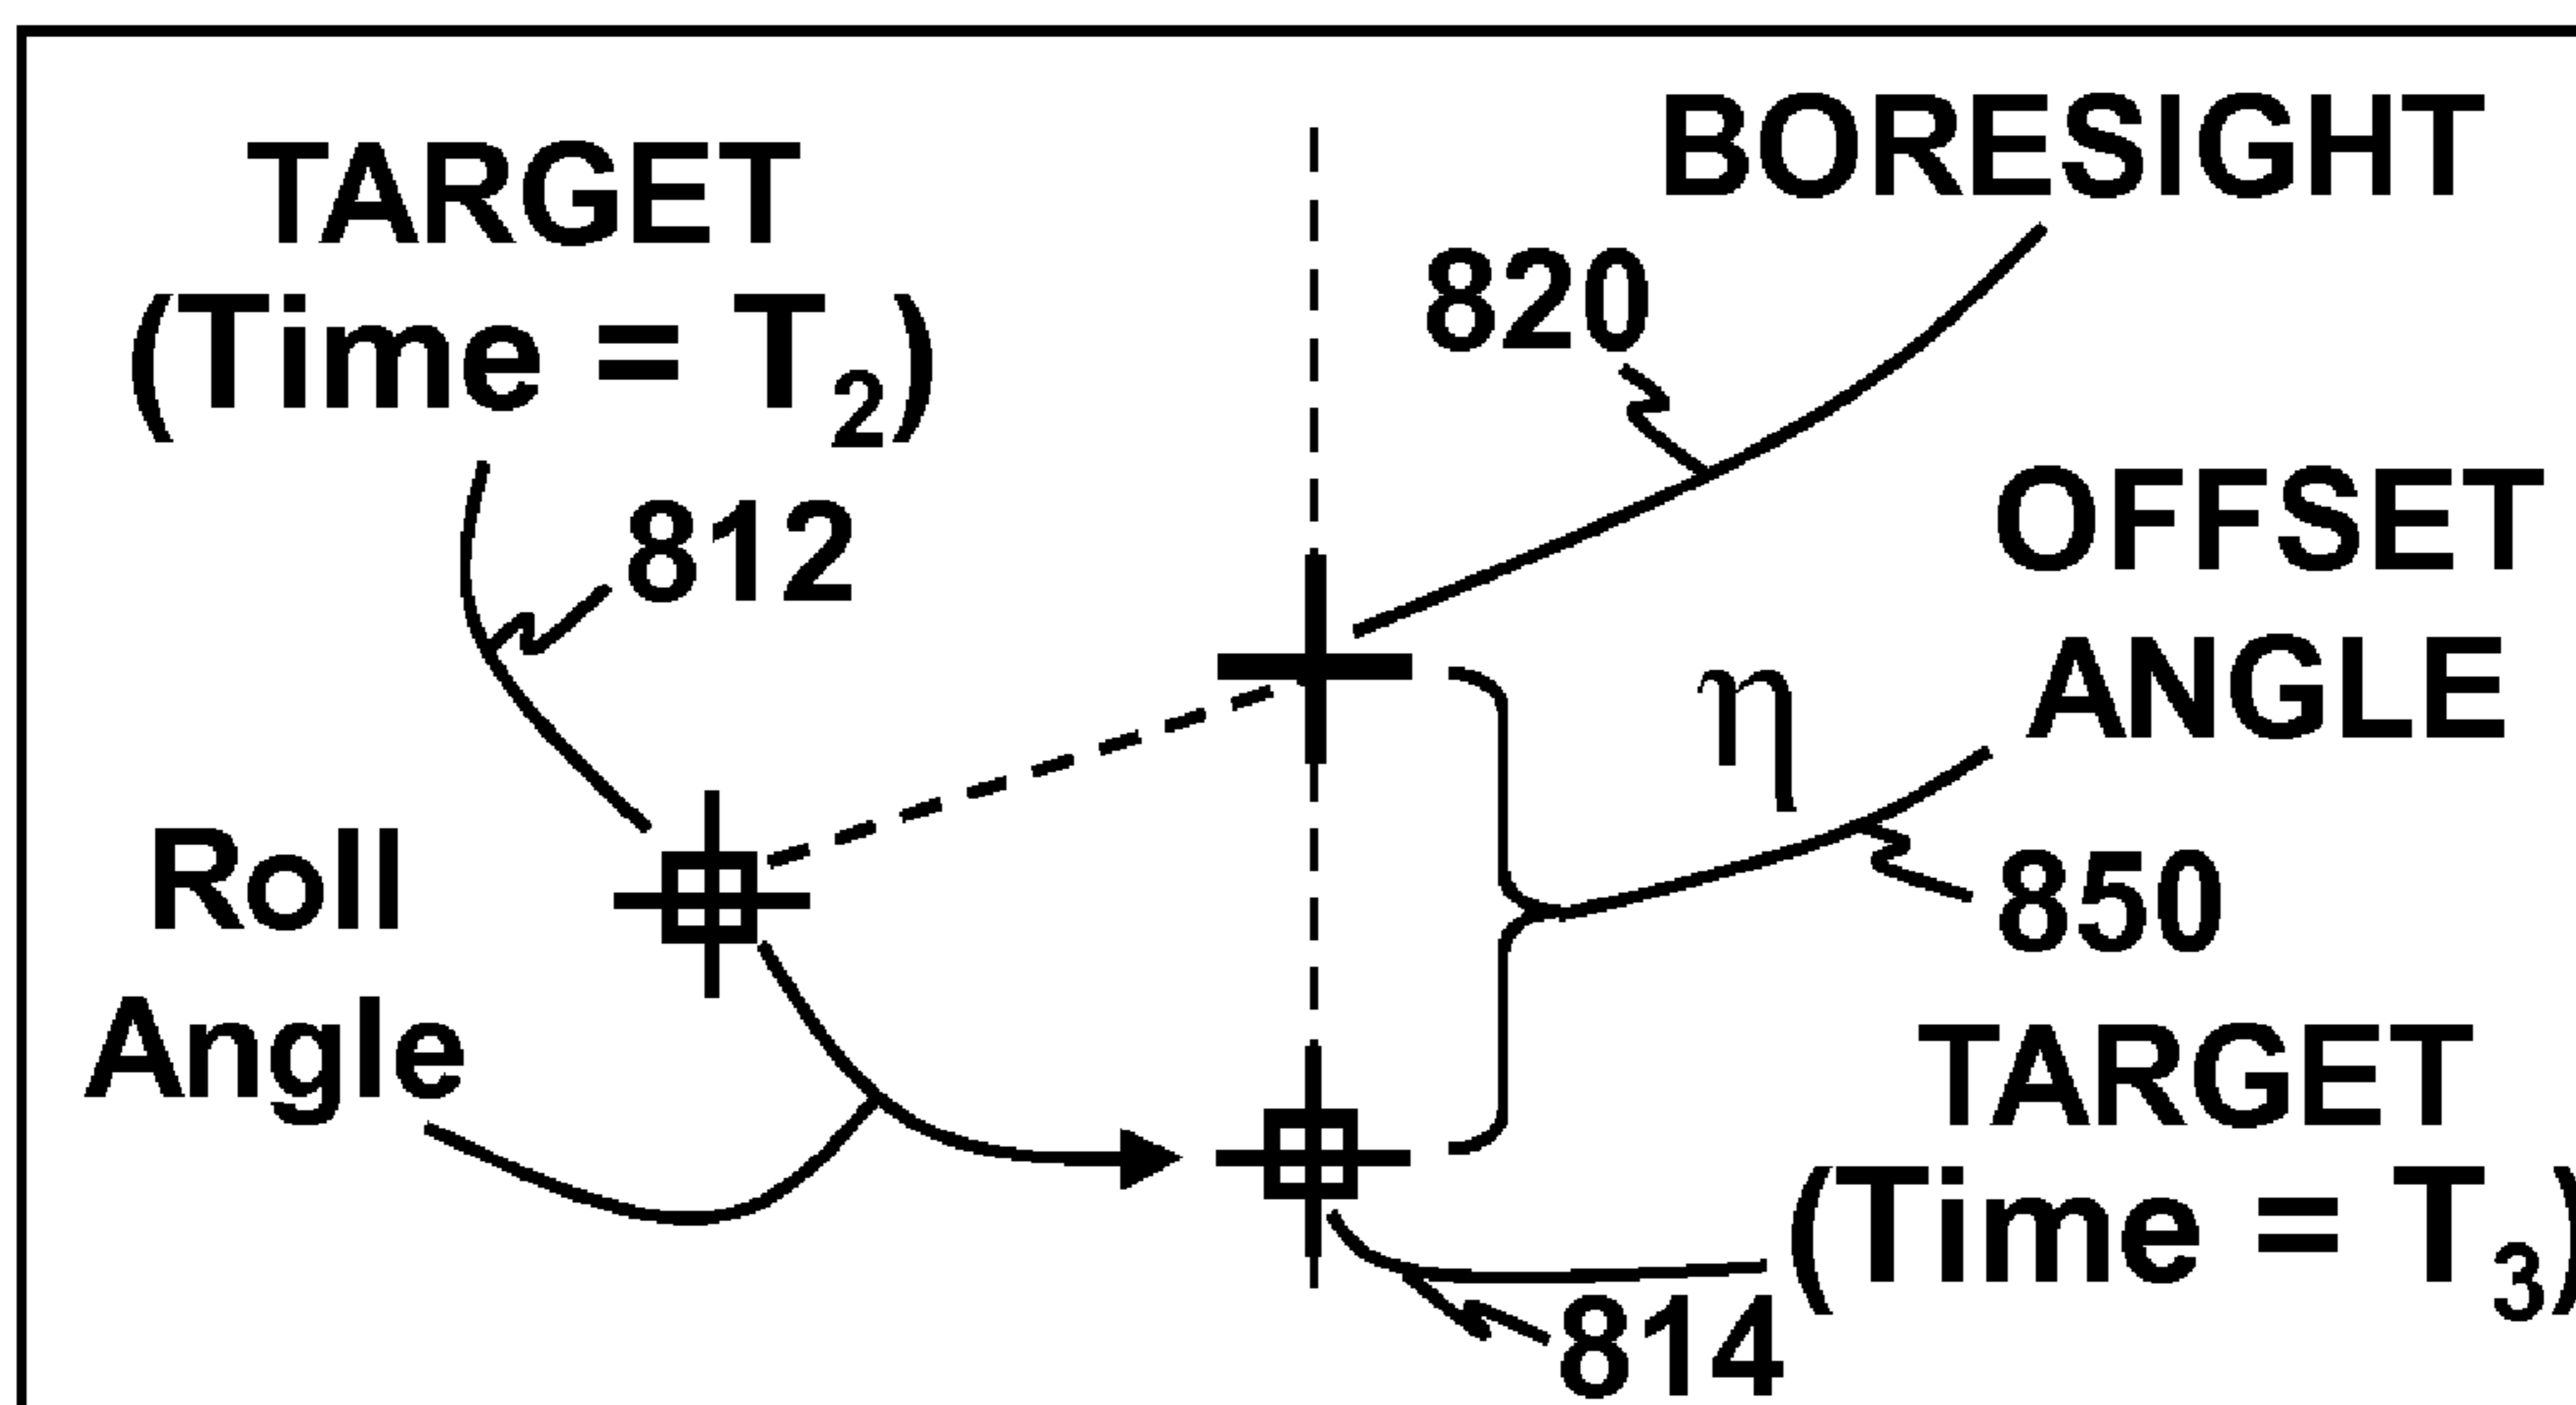 TARGET
(Time = T₂)
812
BORESIGHT
820
OFFSET
ANGLE
η
850
Roll
Angle
TARGET
(Time = T₃)
814